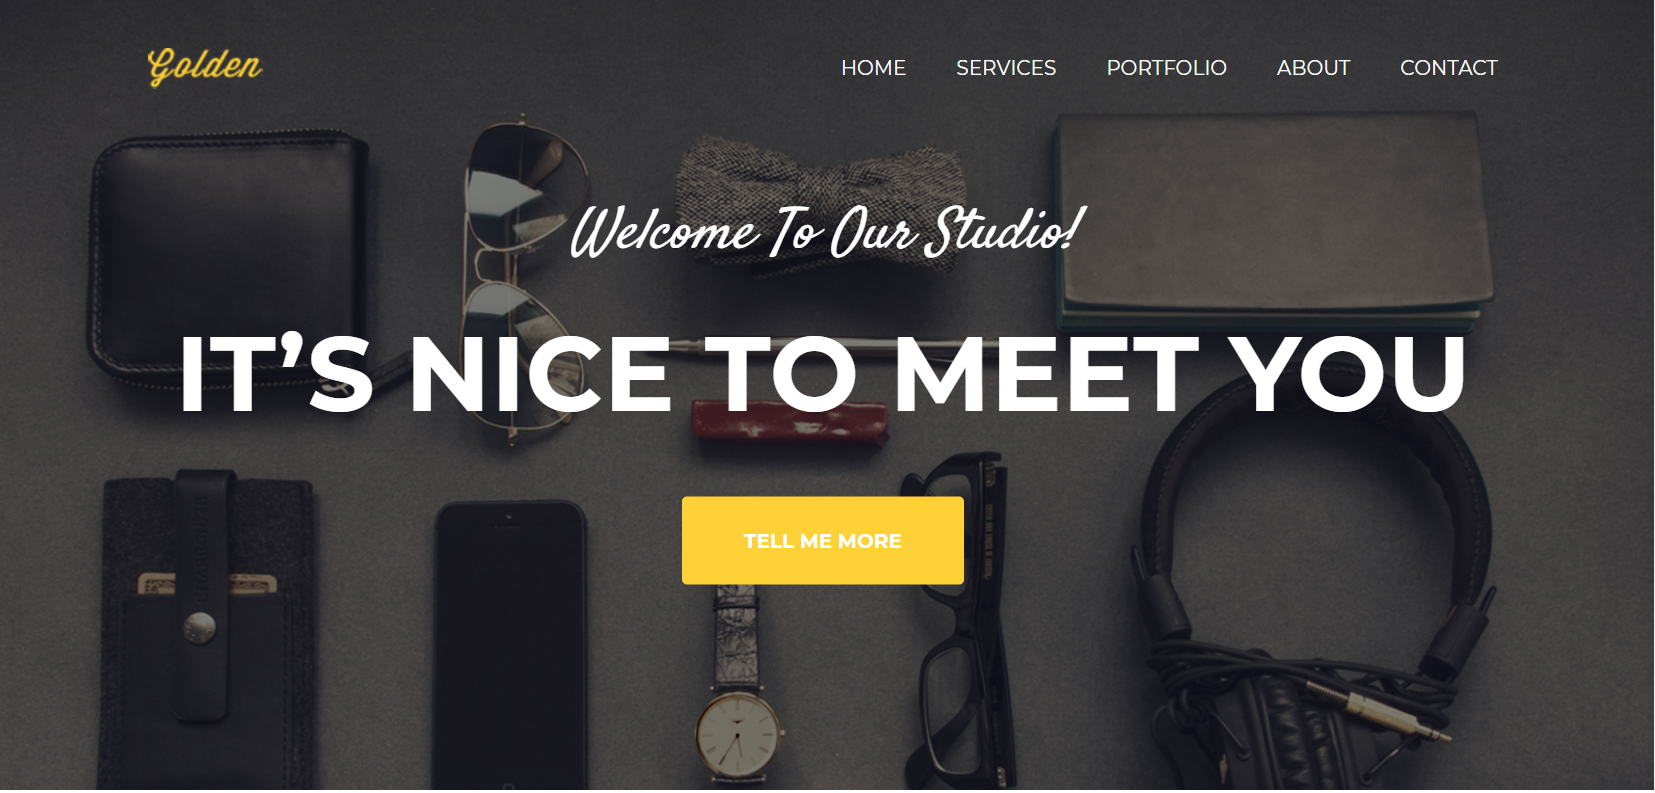 Golden
HOME SERVICES PORTFOLIO ABOUT CONTACT
Welcome To Our Studio!
IT’S NICE TO MEET YOU
TELL ME MORE